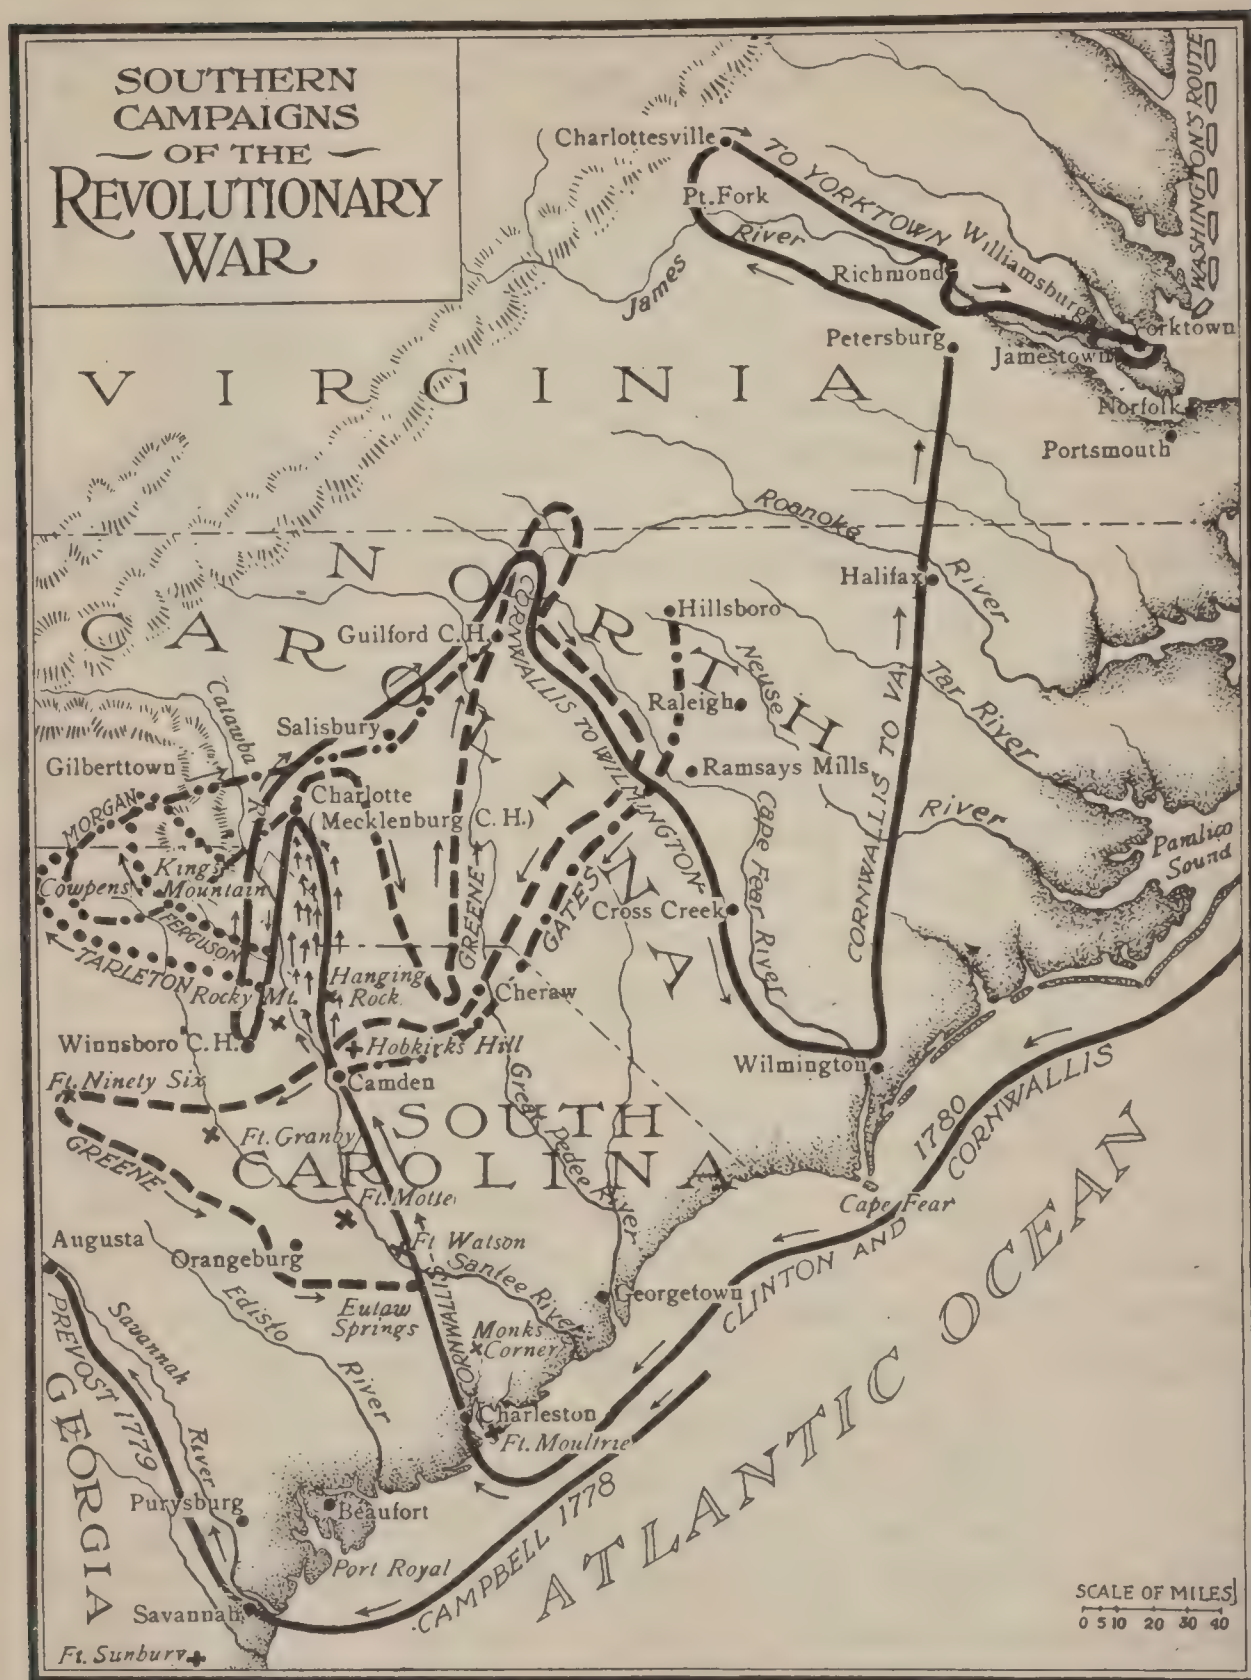 SOUTHERN
CAMPAIGNS
OF THE
REVOLUTIONARY
WAR
WASHINGTON'S ROUTE
Charlottesville
TO YORKTOWN
Pt. Fork
River
James
Richmond
Williamsburg
Yorktown
Petersburg
Jamestown
VIRGINIA
Norfolk
Portsmouth
Roanoke
River
Halifax
NORTH
CAROLINA
Hillsboro
Guilford C.H.
CORNWALLIS TO WILMINGTON
Neuse
River
Tar River
Raleigh
Catawba
R.
Salisbury
Gilberttown
Ramsays Mills
Charlotte
(Mecklenburg C.H.)
MORGAN
CORNWALLIS TO VA.
Cape Fear River
Pamlico
Sound
Kings
Mountain
Cowpens
FERGUSON
TARLETON
GREENE
GATES
Cross Creek
Rocky Mt.
Hanging
Rock
Cheraw
Winnsboro C.H.
Hobkirks Hill
Wilmington
Ft. Ninety Six
Camden
Great Pedee River
SOUTH
CAROLINA
Ft. Granby
GREENE
Ft. Motte
Cape Fear
1780
CLINTON AND CORNWALLIS
Augusta
Orangeburg
Ft Watson
Santee River
Georgetown
Eutaw
Springs
CORNWALLIS
Monks
Corner
Edisto
River
PREVOST 1779
Savannah
River
GEORGIA
Charleston
Ft. Moultrie
ATLANTIC OCEAN
Purysburg
Beaufort
Port Royal
CAMPBELL 1778
Savannah
Ft. Sunbury
SCALE OF MILES
0 5 10 20 30 40